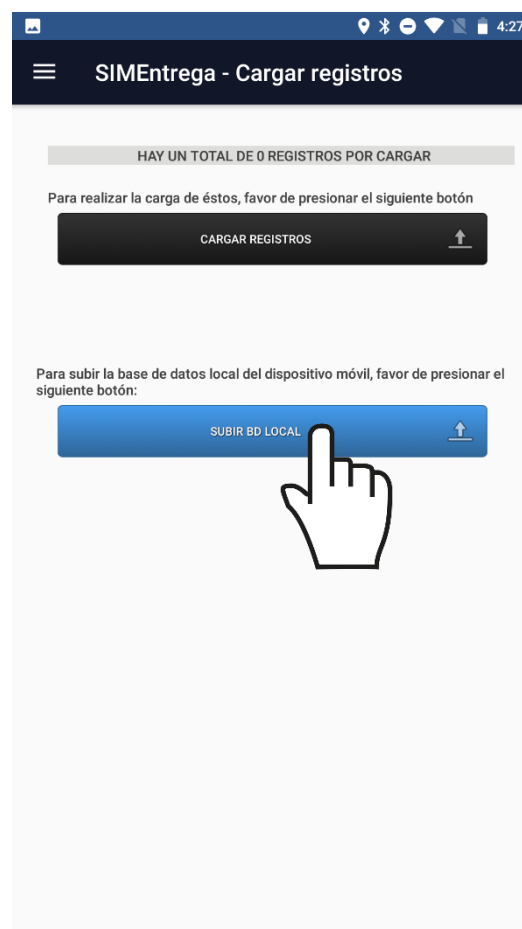 4:27
SIMEntrega - Cargar registros
HAY UN TOTAL DE 0 REGISTROS POR CARGAR
Para realizar la carga de éstos, favor de presionar el siguiente botón
CARGAR REGISTROS
Para subir la base de datos local del dispositivo móvil, favor de presionar el
siguiente botón:
SUBIR BD LOCAL